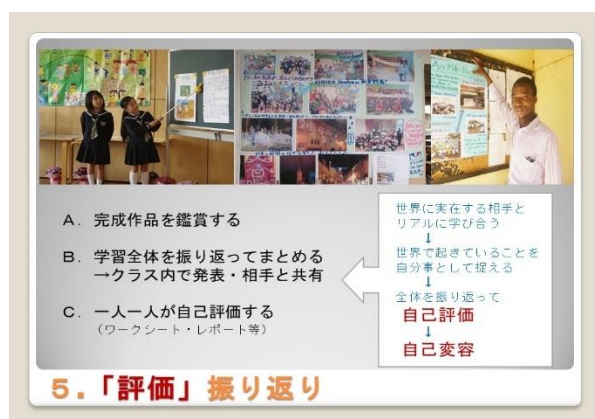 A. 完成作品を鑑賞する
B. 学習全体を振り返ってまとめる
→クラス内で発表・相手と共有
C. 一人一人が自己評価する
（ワークシート・レポート等）
世界に実在する相手と
リアルに学び合う
↓
世界で起きていることを
自分事として捉える
↓
全体を振り返って
自己評価
↓
自己変容
5.「評価」振り返り